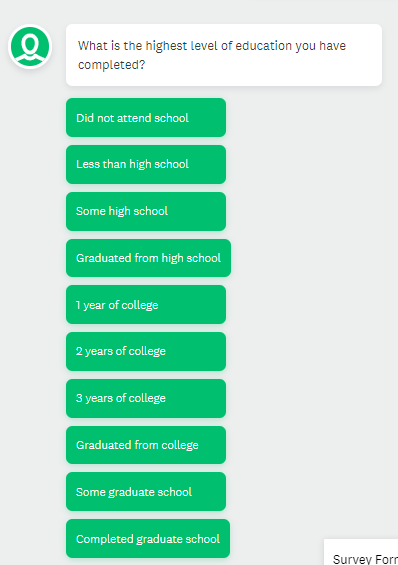 What is the highest level of education you have
completed?
Did not attend school
Less than high school
Some high school
Graduated from high school
1 year of college
2 years of college
3 years of college
Graduated from college
Some graduate school
Completed graduate school
Survey